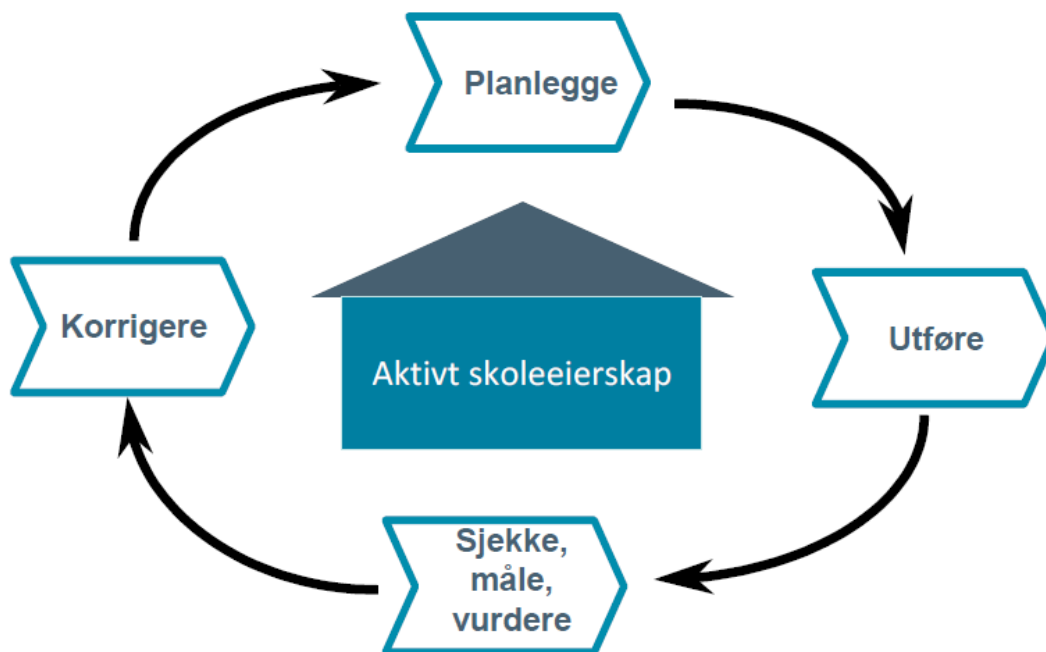 Planlegge
Korrigere
Utføre
Aktivt skoleeierskap
Sjekke,
måle,
vurdere